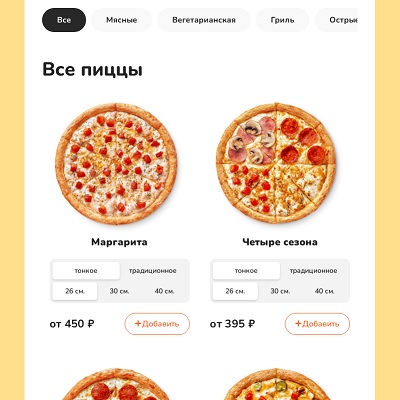 Все Мясные Вегетарианская Гриль Острые
Все пиццы
Маргарита Четыре сезона
тонкое традиционное тонкое традиционное
26 см. 30 см. 40 см. 26 см. 30 см. 40 см.
от 450 ₽ +Добавить от 395 ₽ +Добавить